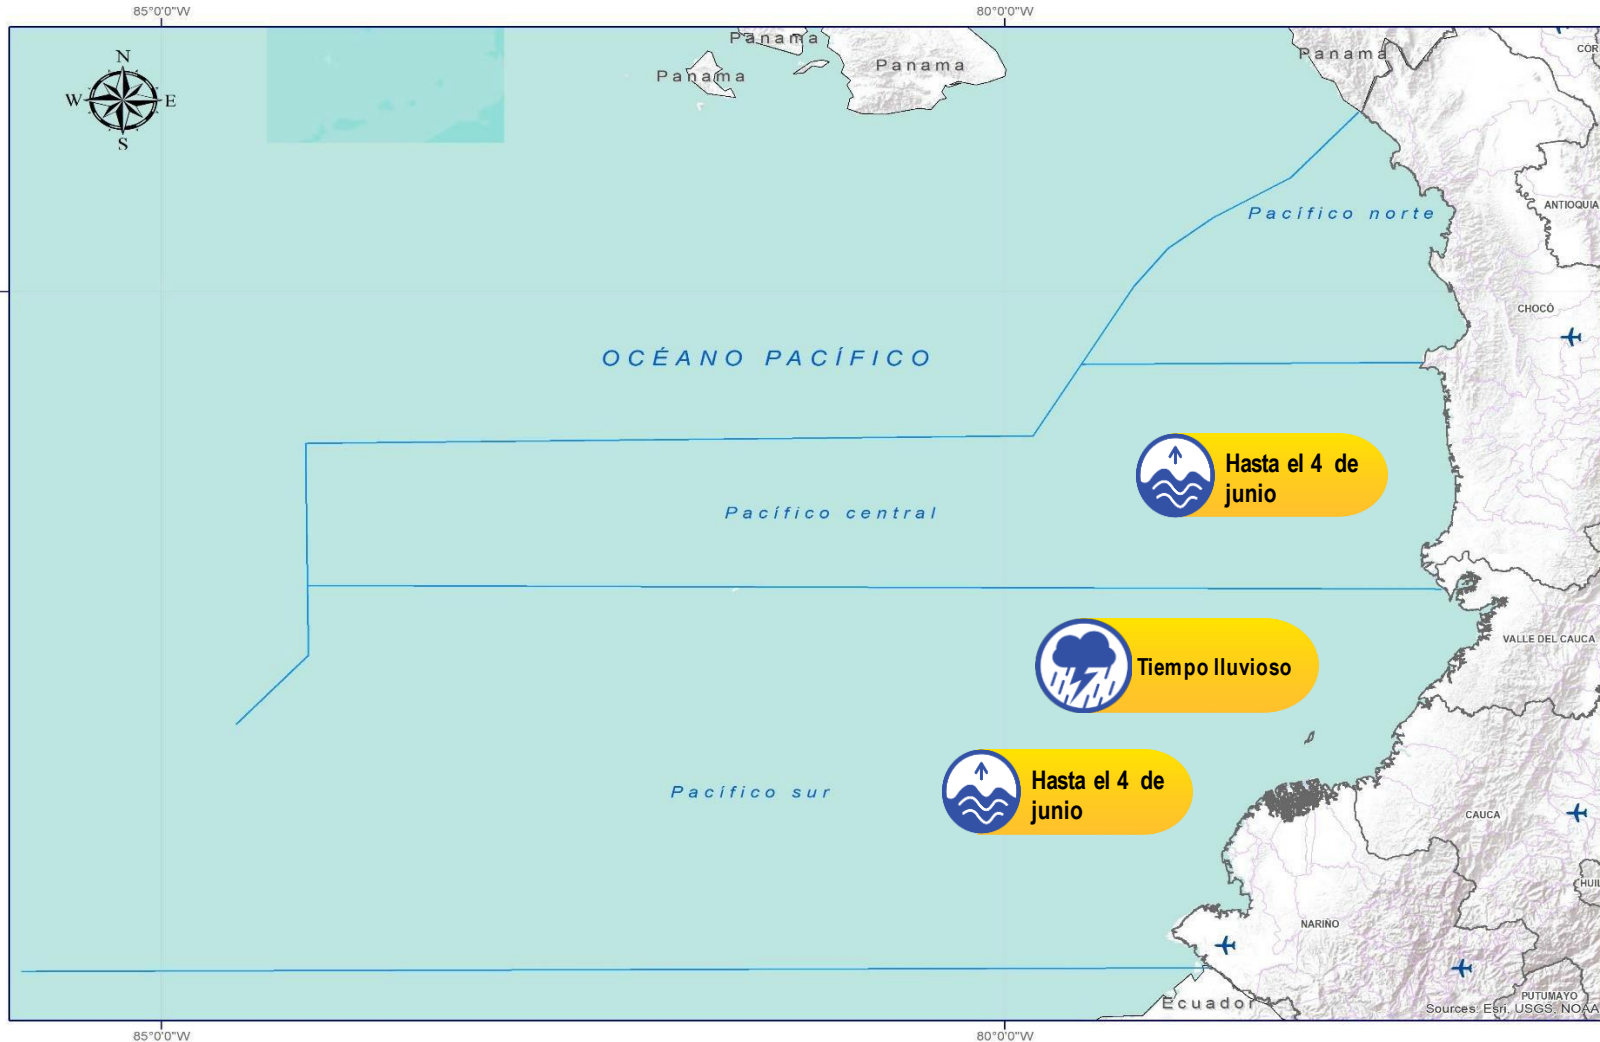 85°0'0"W
80°0'0"W
N
W
E
S
Panama
Panama
Panama
Panama
COR
ANTIOQUIA
Pacífico norte
CHOCÓ
OCÉANO PACÍFICO
Hasta el 4 de
junio
Pacífico central
VALLE DEL CAUCA
Tiempo lluvioso
Hasta el 4 de
junio
Pacífico sur
CAUCA
HUIL
NARIÑO
PUTUMAYO
Ecuador
Sources: Esri, USGS, NOAA
85°0'0"W
80°0'0"W